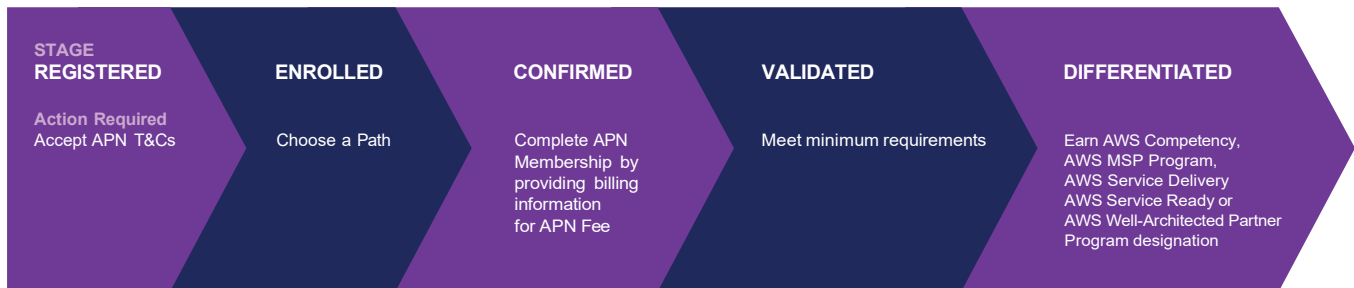 STAGE
REGISTERED
Action Required
Accept APN T&Cs
ENROLLED
Choose a Path
CONFIRMED
Complete APN
Membership by
providing billing
information
for APN Fee
VALIDATED
Meet minimum requirements
DIFFERENTIATED
Earn AWS Competency,
AWS MSP Program,
AWS Service Delivery
AWS Service Ready or
AWS Well-Architected Partner
Program designation